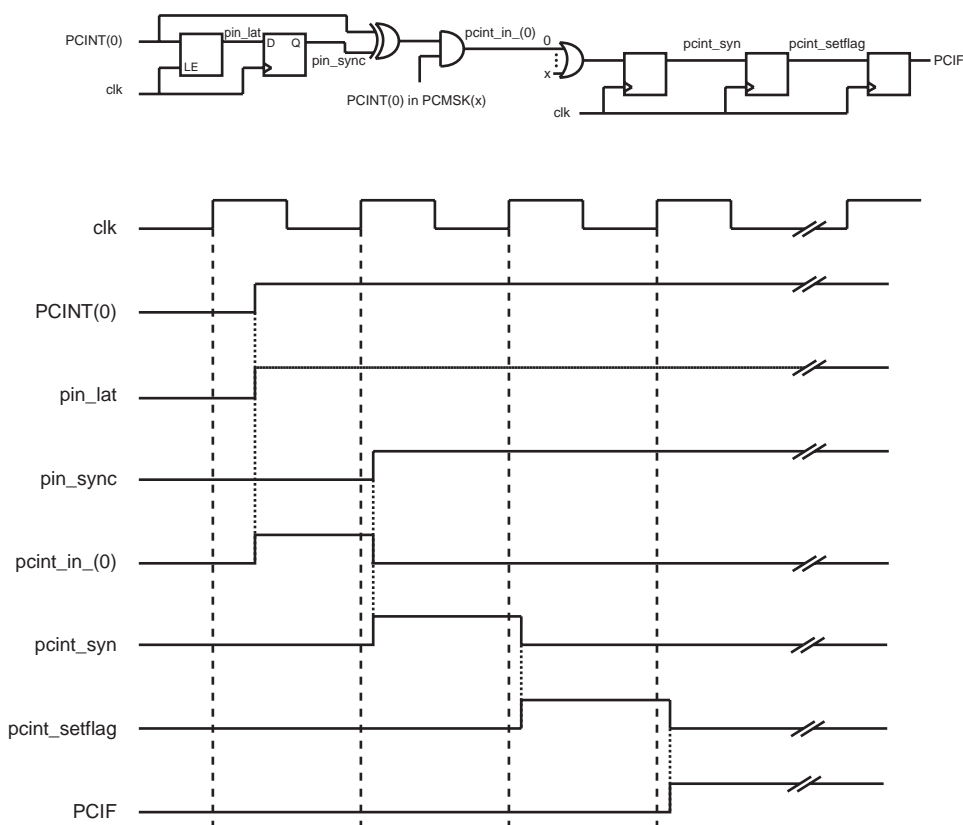 PCINT(0)
pin_lat
D Q
LE
clk
pin_sync
pcint_in_(0)
0
x
PCINT(0) in PCMSK(x)
clk
pcint_syn
pcint_setflag
PCIF
clk
PCINT(0)
pin_lat
pin_sync
pcint_in_(0)
pcint_syn
pcint_setflag
PCIF